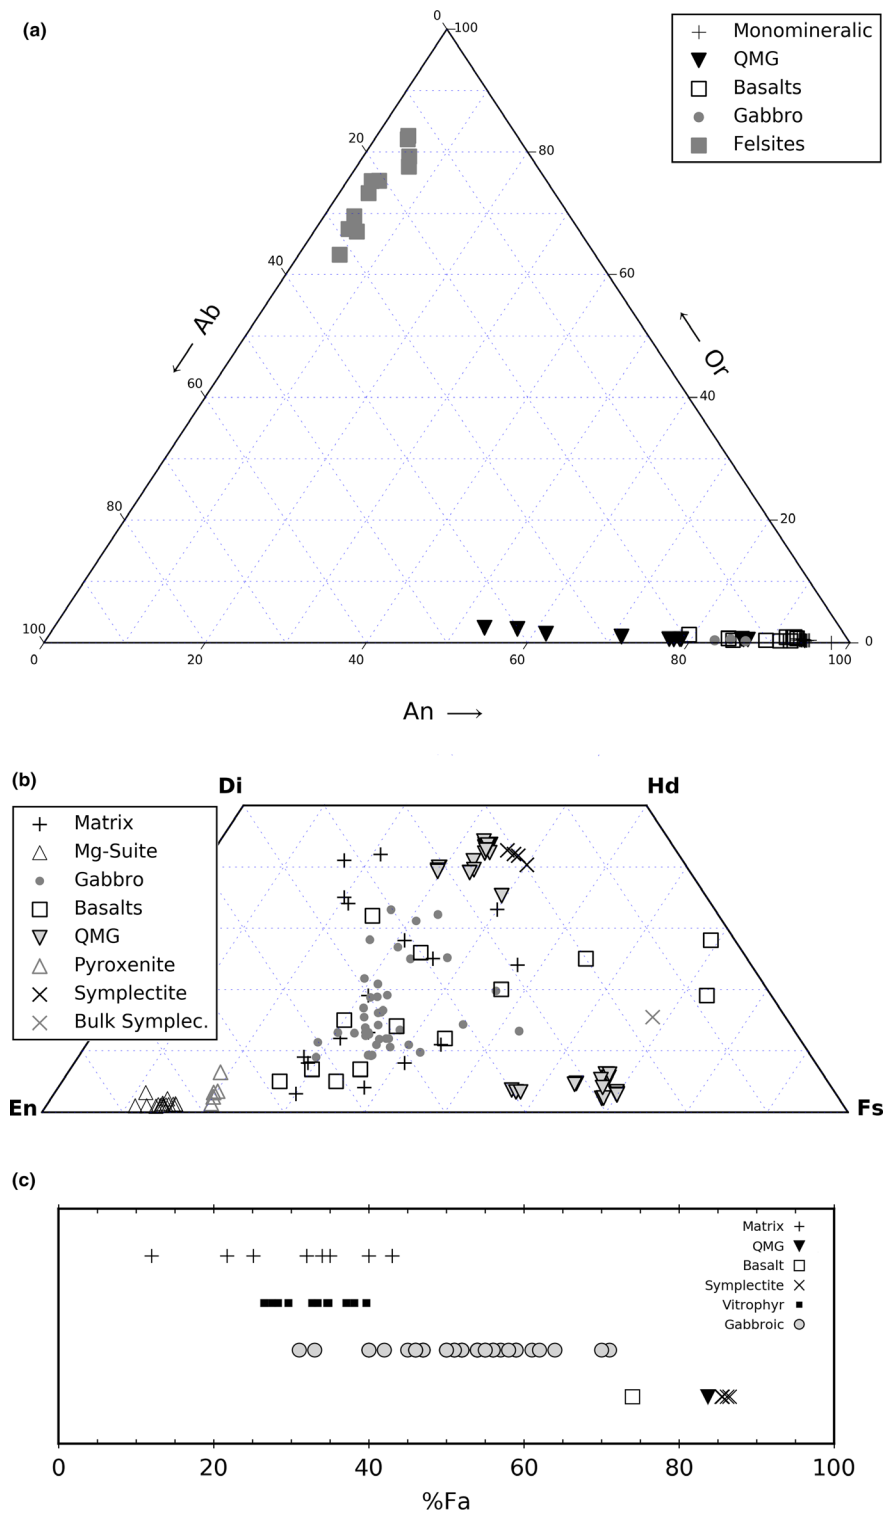 (a)
0
100
Monomineralic
QMG
Basalts
Gabbro
Felsites
20
80
40
60
← Ab
← Or
60
40
80
20
100
0
0
20
40
60
80
100
An →
(b)
Di
Hd
Matrix
Mg-Suite
Gabbro
Basalts
QMG
Pyroxenite
Symplectite
Bulk Symplec.
En
Fs
(c)
Matrix
QMG
Basalt
Symplectite
Vitrophyr
Gabbroic
0
20
40
60
80
100
%Fa